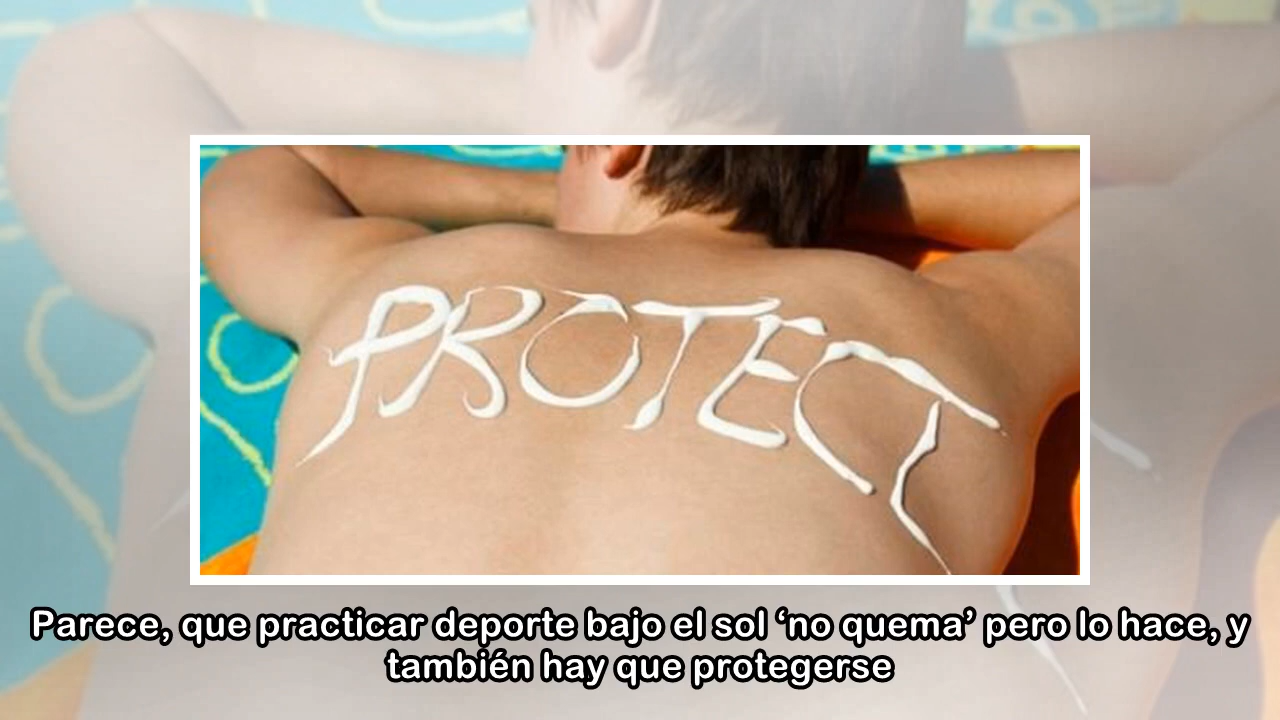 PROTECT
Parece, que practicar deporte bajo el sol ‘no quema’ pero lo hace, y
también hay que protegerse